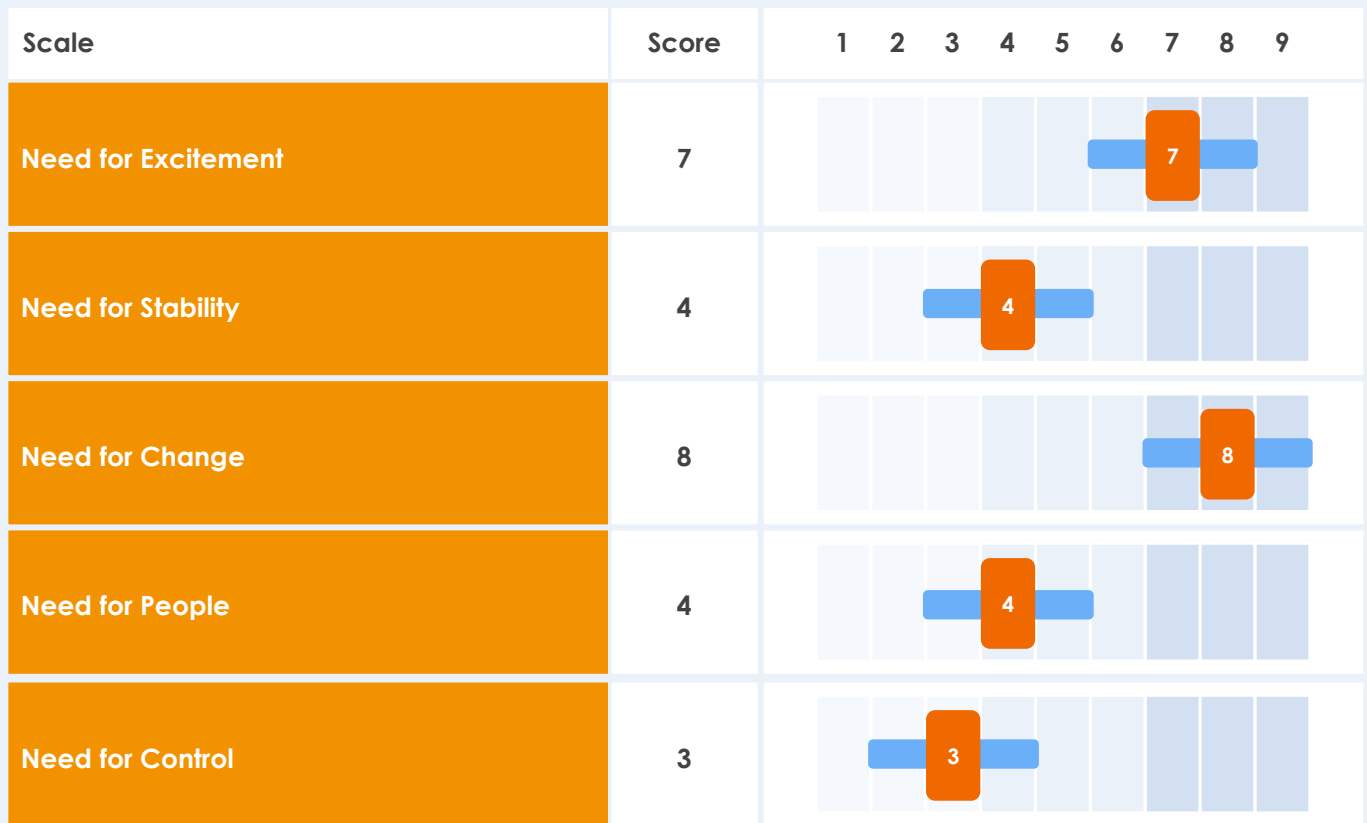 Scale Score 1 2 3 4 5 6 7 8 9
Need for Excitement 7 7
Need for Stability 4 4
Need for Change 8 8
Need for People 4 4
Need for Control 3 3